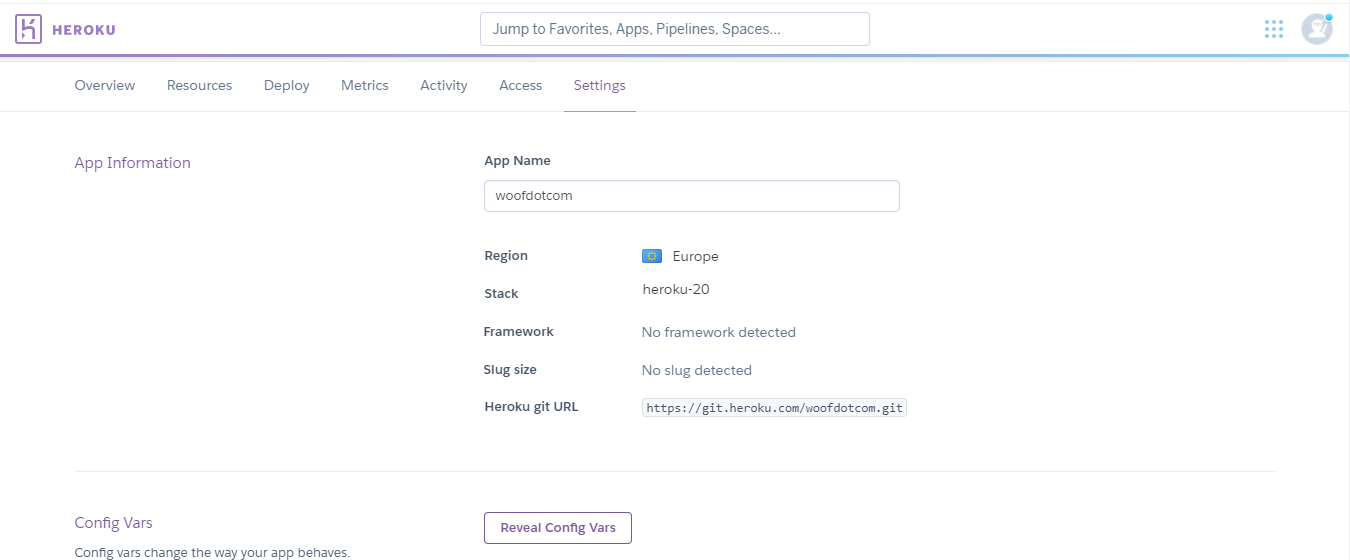 HEROKU
Jump to Favorites, Apps, Pipelines, Spaces...
Overview Resources Deploy Metrics Activity Access Settings
App Information
App Name
woofdotcom
Region Europe
Stack heroku-20
Framework No framework detected
Slug size No slug detected
Heroku git URL https://git.heroku.com/woofdotcom.git
Config Vars
Reveal Config Vars
Config vars change the way your app behaves.